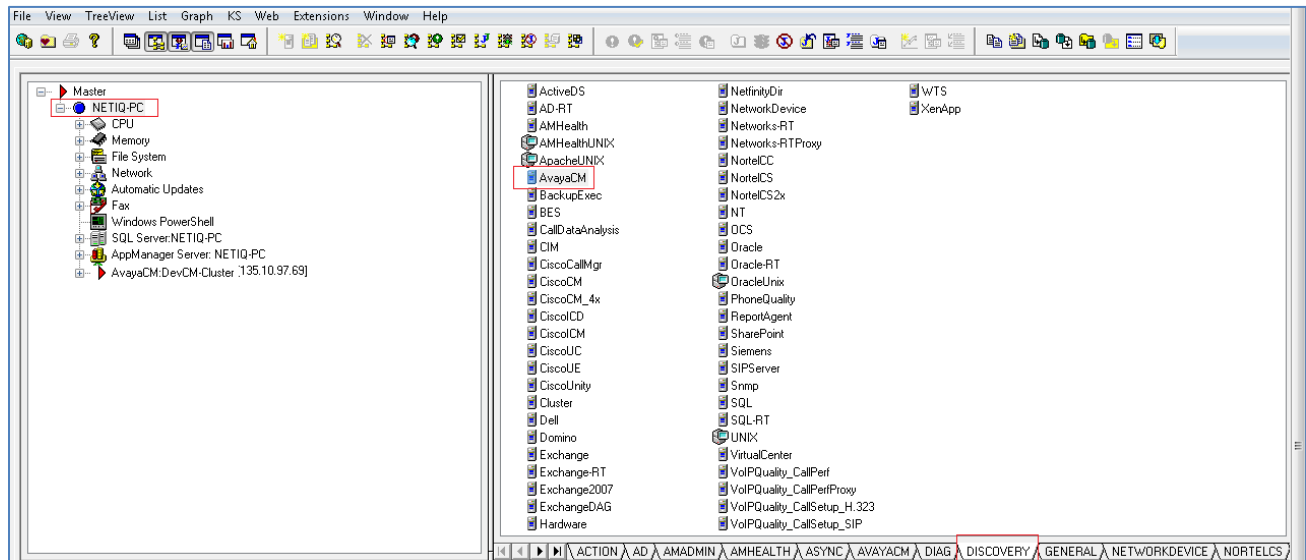 File View TreeView List Graph KS Web Extensions Window Help
Master
NETIQ-PC
CPU
Memory
File System
Network
Automatic Updates
Fax
Windows PowerShell
SQL Server:NETIQ-PC
AppManager Server: NETIQ-PC
AvayaCM:DevCM-Cluster [135.10.97.69]
ActiveDS
AD-RT
AMHealth
AMHealthUNIX
ApacheUNIX
AvayaCM
BackupExec
BES
CallDataAnalysis
CIM
CiscoCallMgr
CiscoCM
CiscoCM_4x
CiscoICD
CiscoICM
CiscoUC
CiscoUE
CiscoUnity
Cluster
Dell
Domino
Exchange
Exchange-RT
Exchange2007
ExchangeDAG
Hardware
NetfinityDir
NetworkDevice
Networks-RT
Networks-RTProxy
NortelCC
NortelCS
NortelCS2x
NT
OCS
Oracle
Oracle-RT
OracleUnix
PhoneQuality
ReportAgent
SharePoint
Siemens
SIPServer
Snmp
SQL
SQL-RT
UNIX
VirtualCenter
VoIPQuality_CallPerf
VoIPQuality_CallPerfProxy
VoIPQuality_CallSetup_H.323
VoIPQuality_CallSetup_SIP
WTS
XenApp
ACTION AD AMADMIN AMHEALTH ASYNC AVAYACM DIAG DISCOVERY GENERAL NETWORKDEVICE NORTELCS